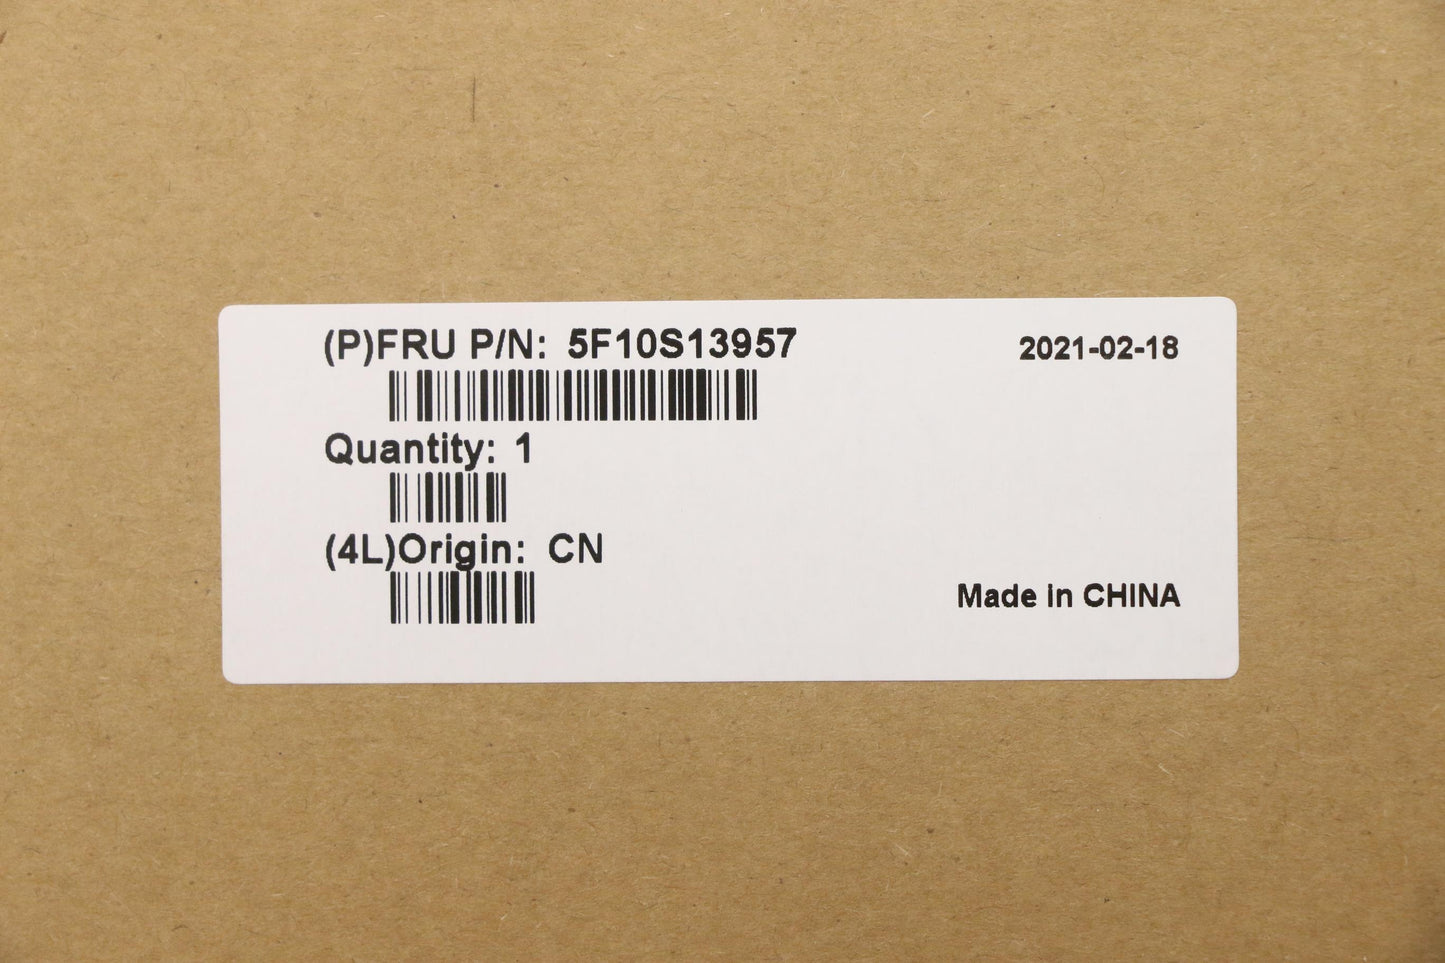 (P)FRU P/N: 5F10S13957
2021-02-18
Quantity: 1
(4L)Origin: CN
Made in CHINA